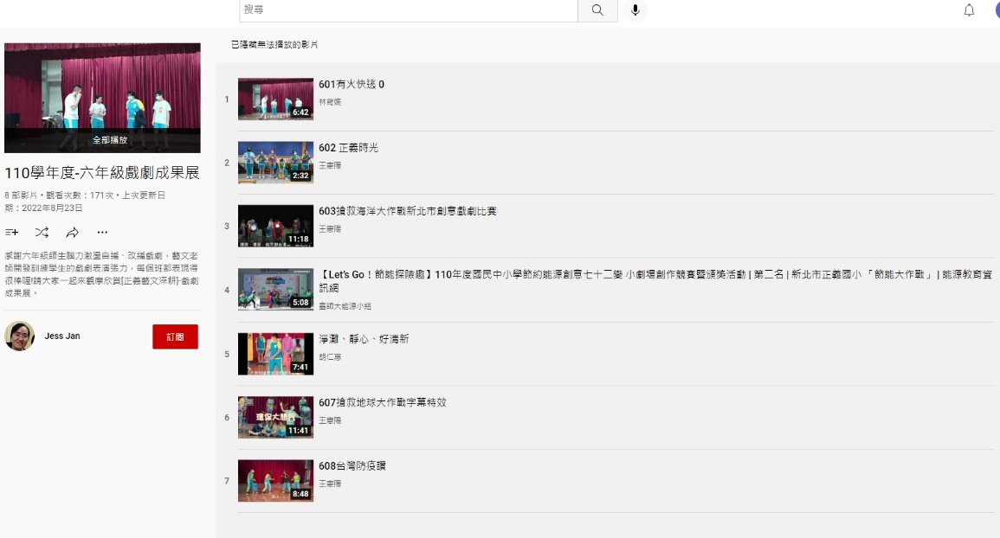 搜尋
已隱藏無法播放的影片
全部播放
110學年度-六年級戲劇成果展
8 部影片 • 觀看次數：171次 • 上次更新日
期：2022年8月23日
感謝六年級師生腦力激盪自編、改編戲劇，藝文老
師開發訓練學生的戲劇表演張力，每個班都表現得
很棒喔!請大家一起來觀摩欣賞[正義藝文深耕]-戲劇
成果展。
Jess Jan
訂閱
1
6:42
601有火快逃 0
2
2:32
602 正義時光
王憲陽
3
11:18
603搶救海洋大作戰新北市創意戲劇比賽
王憲陽
4
5:08
【Let's Go！節能探險趣】110年度國民中小學節約能源創意七十二變 小劇場創作競賽暨頒獎活動 | 第二名 | 新北市正義國小 「節能大作戰」 | 能源教育資
訊網
臺師大能源小組
5
7:41
淨灘、靜心、好清新
胡仁惠
6
環保大懸賞
11:41
607搶救地球大作戰字幕特效
王憲陽
7
8:48
608台灣防疫讚
王憲陽